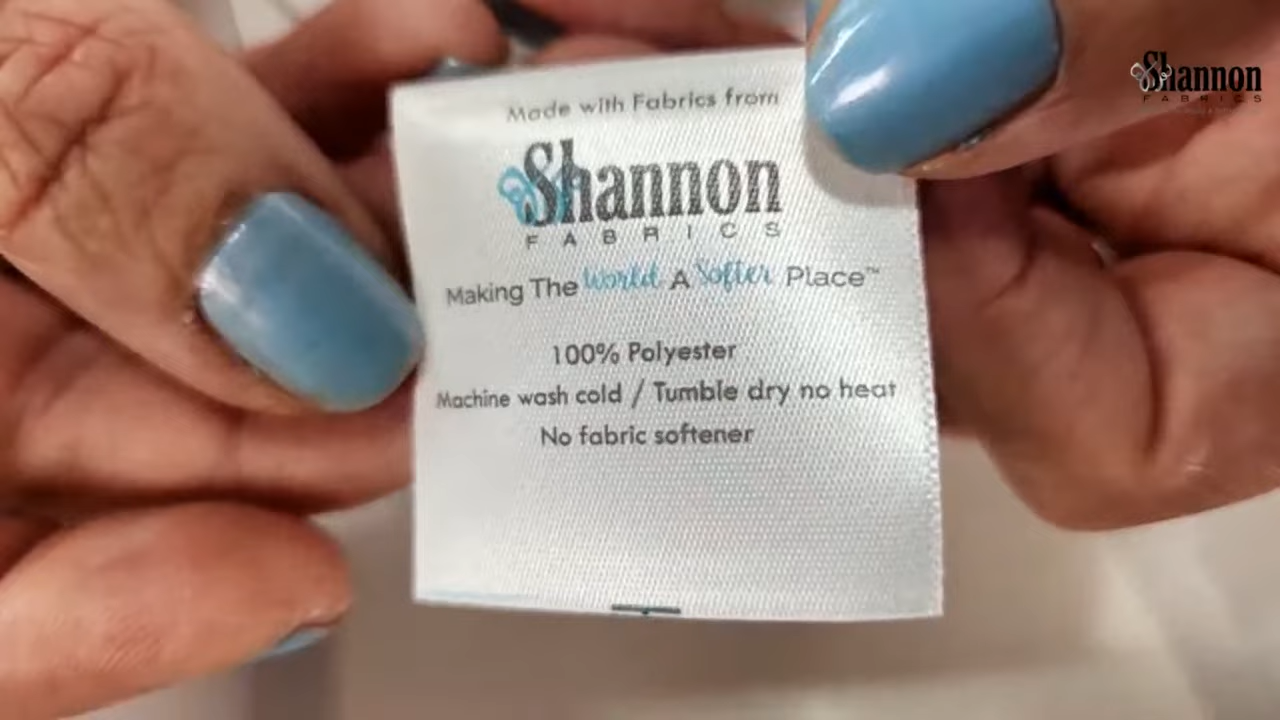 Made with Fabrics from
Shannon
FABRICS
Making The World A Softer Place™
100% Polyester
Machine wash cold / Tumble dry no heat
No fabric softener
Shannon
FABRICS